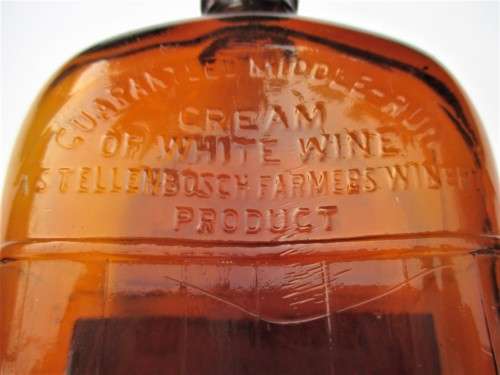 GUARANTEED MIDDLE-RUN
CREAM
OF WHITE WINE
A STELLENBOSCH FARMERS WINERY
PRODUCT